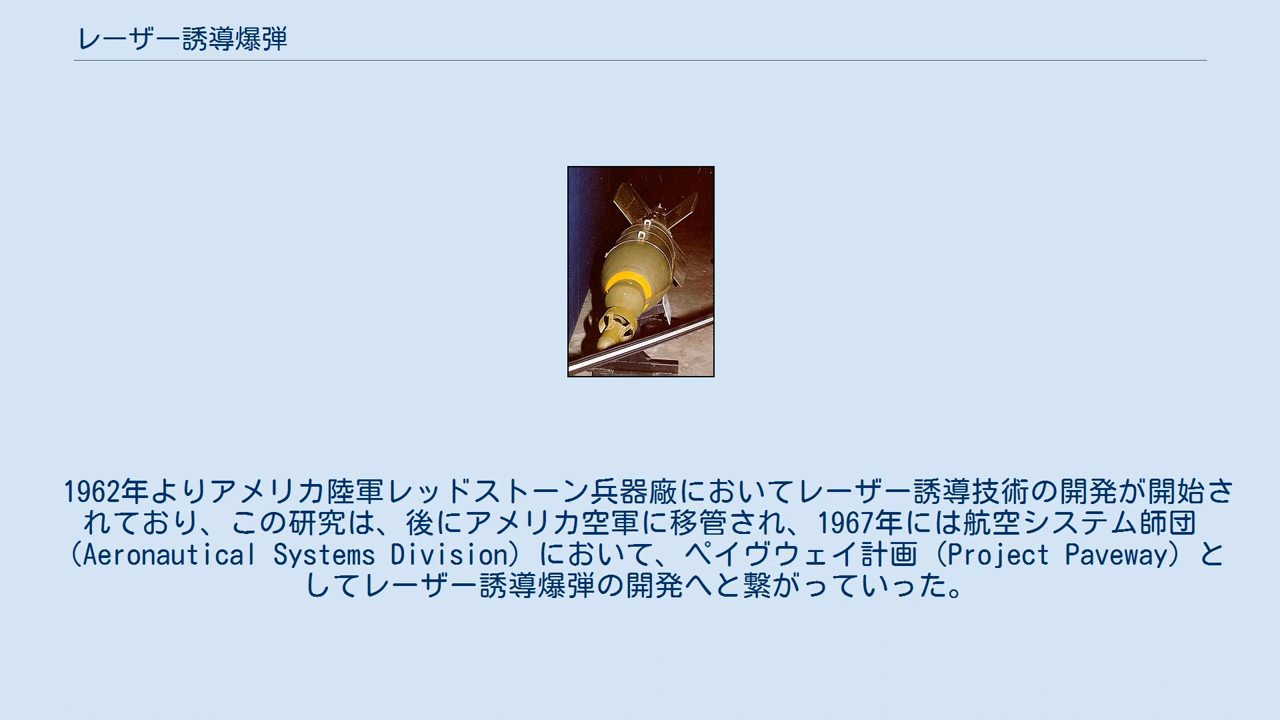 レーザー誘導爆弾
1962年よりアメリカ陸軍レッドストーン兵器廠においてレーザー誘導技術の開発が開始さ
れており、この研究は、後にアメリカ空軍に移管され、1967年には航空システム師団
（Aeronautical Systems Division）において、ペイヴウェイ計画（Project Paveway）と
してレーザー誘導爆弾の開発へと繋がっていった。